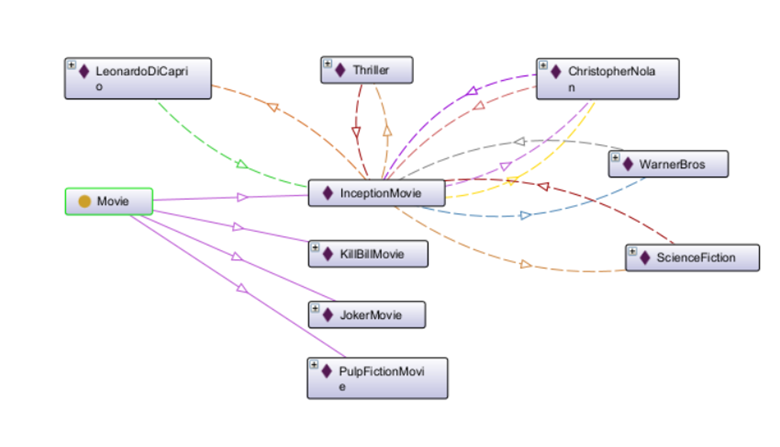 LeonardoDiCapri
o
Thriller
ChristopherNola
n
WarnerBros
InceptionMovie
Movie
KillBillMovie
ScienceFiction
JokerMovie
PulpFictionMovi
e